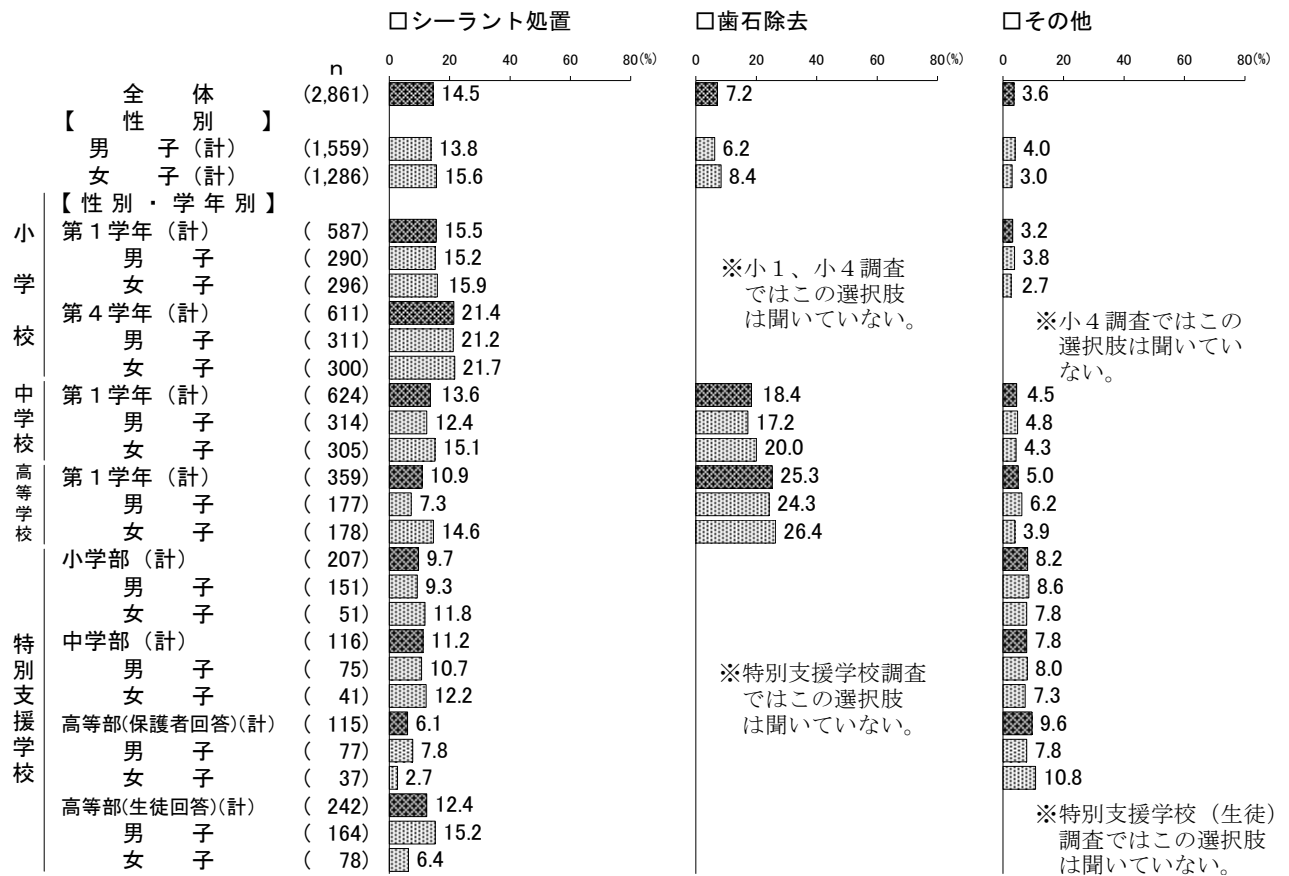 □シーラント処置 □歯石除去 □その他
n 0 20 40 60 80(%) 0 20 40 60 80(%) 0 20 40 60 80(%)
全 体 (2,861) 14.5 7.2 3.6
【 性 別 】
男 子（計） (1,559) 13.8 6.2 4.0
女 子（計） (1,286) 15.6 8.4 3.0
【性別・学年別】
小学校
第１学年（計） ( 587) 15.5 3.2
男 子 ( 290) 15.2 3.8
女 子 ( 296) 15.9 2.7
第４学年（計） ( 611) 21.4
男 子 ( 311) 21.2
女 子 ( 300) 21.7
※小１、小４調査
ではこの選択肢
は聞いていない。
※小４調査ではこの
選択肢は聞いてい
ない。
中学校
第１学年（計） ( 624) 13.6 18.4 4.5
男 子 ( 314) 12.4 17.2 4.8
女 子 ( 305) 15.1 20.0 4.3
高等学校
第１学年（計） ( 359) 10.9 25.3 5.0
男 子 ( 177) 7.3 24.3 6.2
女 子 ( 178) 14.6 26.4 3.9
特別支援学校
小学部（計） ( 207) 9.7 8.2
男 子 ( 151) 9.3 8.6
女 子 ( 51) 11.8 7.8
中学部（計） ( 116) 11.2 7.8
男 子 ( 75) 10.7 8.0
女 子 ( 41) 12.2 7.3
高等部(保護者回答)(計) ( 115) 6.1 9.6
男 子 ( 77) 7.8 7.8
女 子 ( 37) 2.7 10.8
高等部(生徒回答)(計) ( 242) 12.4
男 子 ( 164) 15.2
女 子 ( 78) 6.4
※特別支援学校調査
ではこの選択肢
は聞いていない。
※特別支援学校（生徒）
調査ではこの選択肢
は聞いていない。